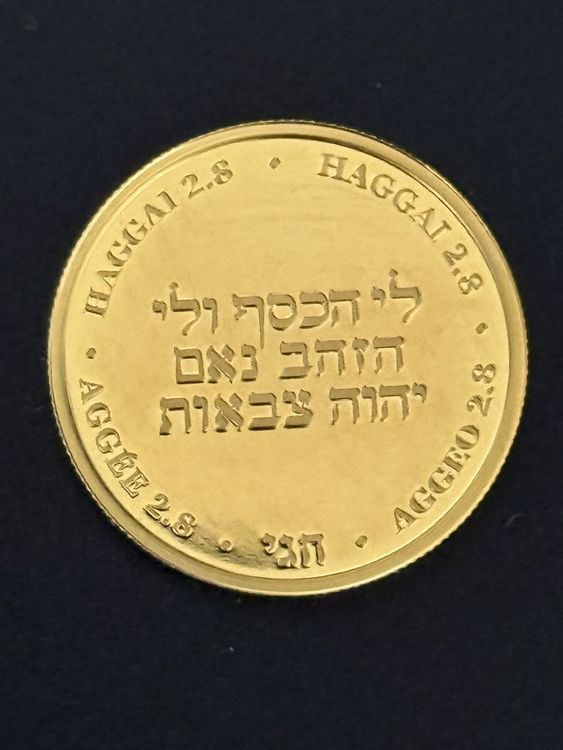 HAGGAI 2.8 • HAGGAI 2.8 • AGGEO 2.8 • חגי • AGGÉE 2.8 •
לי הכסף ולי
הזהב נאם
יהוה צבאות